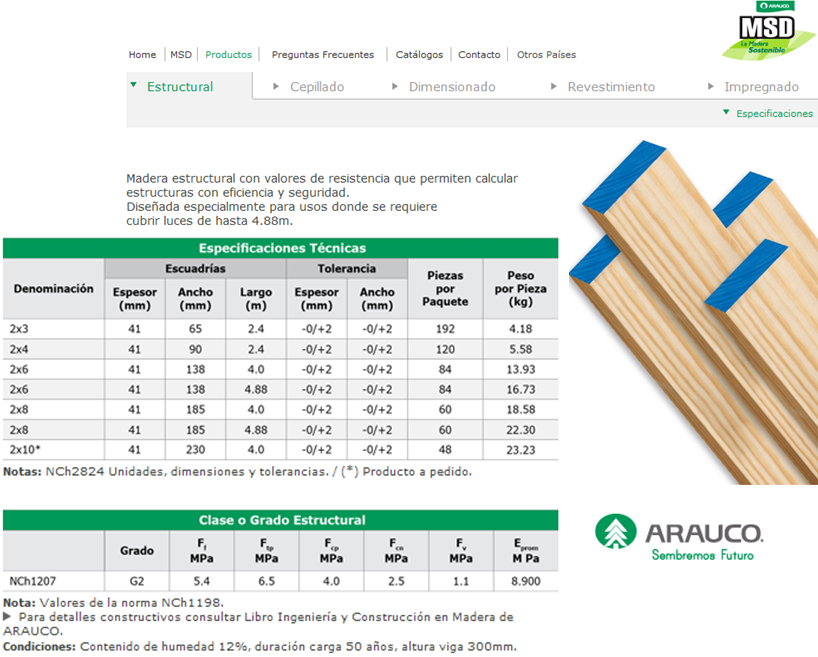 ARAUCO
MSD
La Madera
Sostenible
Home MSD Productos Preguntas Frecuentes Catálogos Contacto Otros Países
Estructural Cepillado Dimensionado Revestimiento Impregnado
Especificaciones
Madera estructural con valores de resistencia que permiten calcular
estructuras con eficiencia y seguridad.
Diseñada especialmente para usos donde se requiere
cubrir luces de hasta 4.88m.
Especificaciones Técnicas
Denominación Escuadrías Tolerancia Piezas por Paquete Peso por Pieza (kg)
Espesor (mm) Ancho (mm) Largo (m) Espesor (mm) Ancho (mm)
2x3 41 65 2.4 -0/+2 -0/+2 192 4.18
2x4 41 90 2.4 -0/+2 -0/+2 120 5.58
2x6 41 138 4.0 -0/+2 -0/+2 84 13.93
2x6 41 138 4.88 -0/+2 -0/+2 84 16.73
2x8 41 185 4.0 -0/+2 -0/+2 60 18.58
2x8 41 185 4.88 -0/+2 -0/+2 60 22.30
2x10* 41 230 4.0 -0/+2 -0/+2 48 23.23
Notas: NCh2824 Unidades, dimensiones y tolerancias. / (*) Producto a pedido.
Clase o Grado Estructural
Grado Ff MPa Ftp MPa Fcp MPa Fcn MPa Fv MPa Eprom M Pa
NCh1207 G2 5.4 6.5 4.0 2.5 1.1 8.900
Nota: Valores de la norma NCh1198.
Para detalles constructivos consultar Libro Ingeniería y Construcción en Madera de
ARAUCO.
Condiciones: Contenido de humedad 12%, duración carga 50 años, altura viga 300mm.
ARAUCO.
Sembremos Futuro